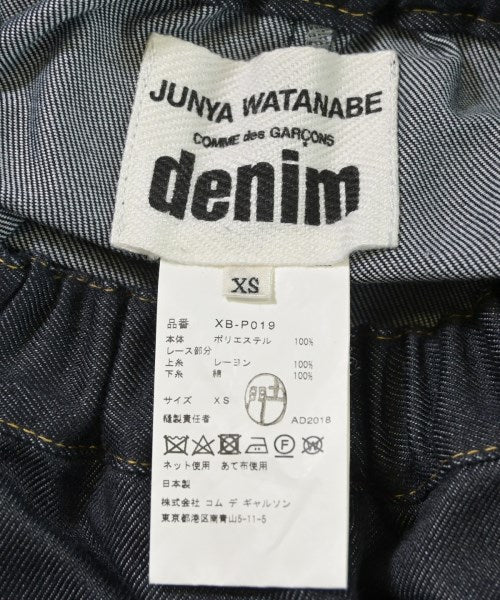 JUNYA WATANABE
COMME des GARÇONS
denim
XS
品番 XB-P019
本体 ポリエステル 100%
レース部分
上糸 レーヨン 100%
下糸 綿 100%
サイズ XS
縫製責任者 AD2018
ネット使用 あて布使用
日本製
株式会社 コム デ ギャルソン
東京都港区南青山5-11-5